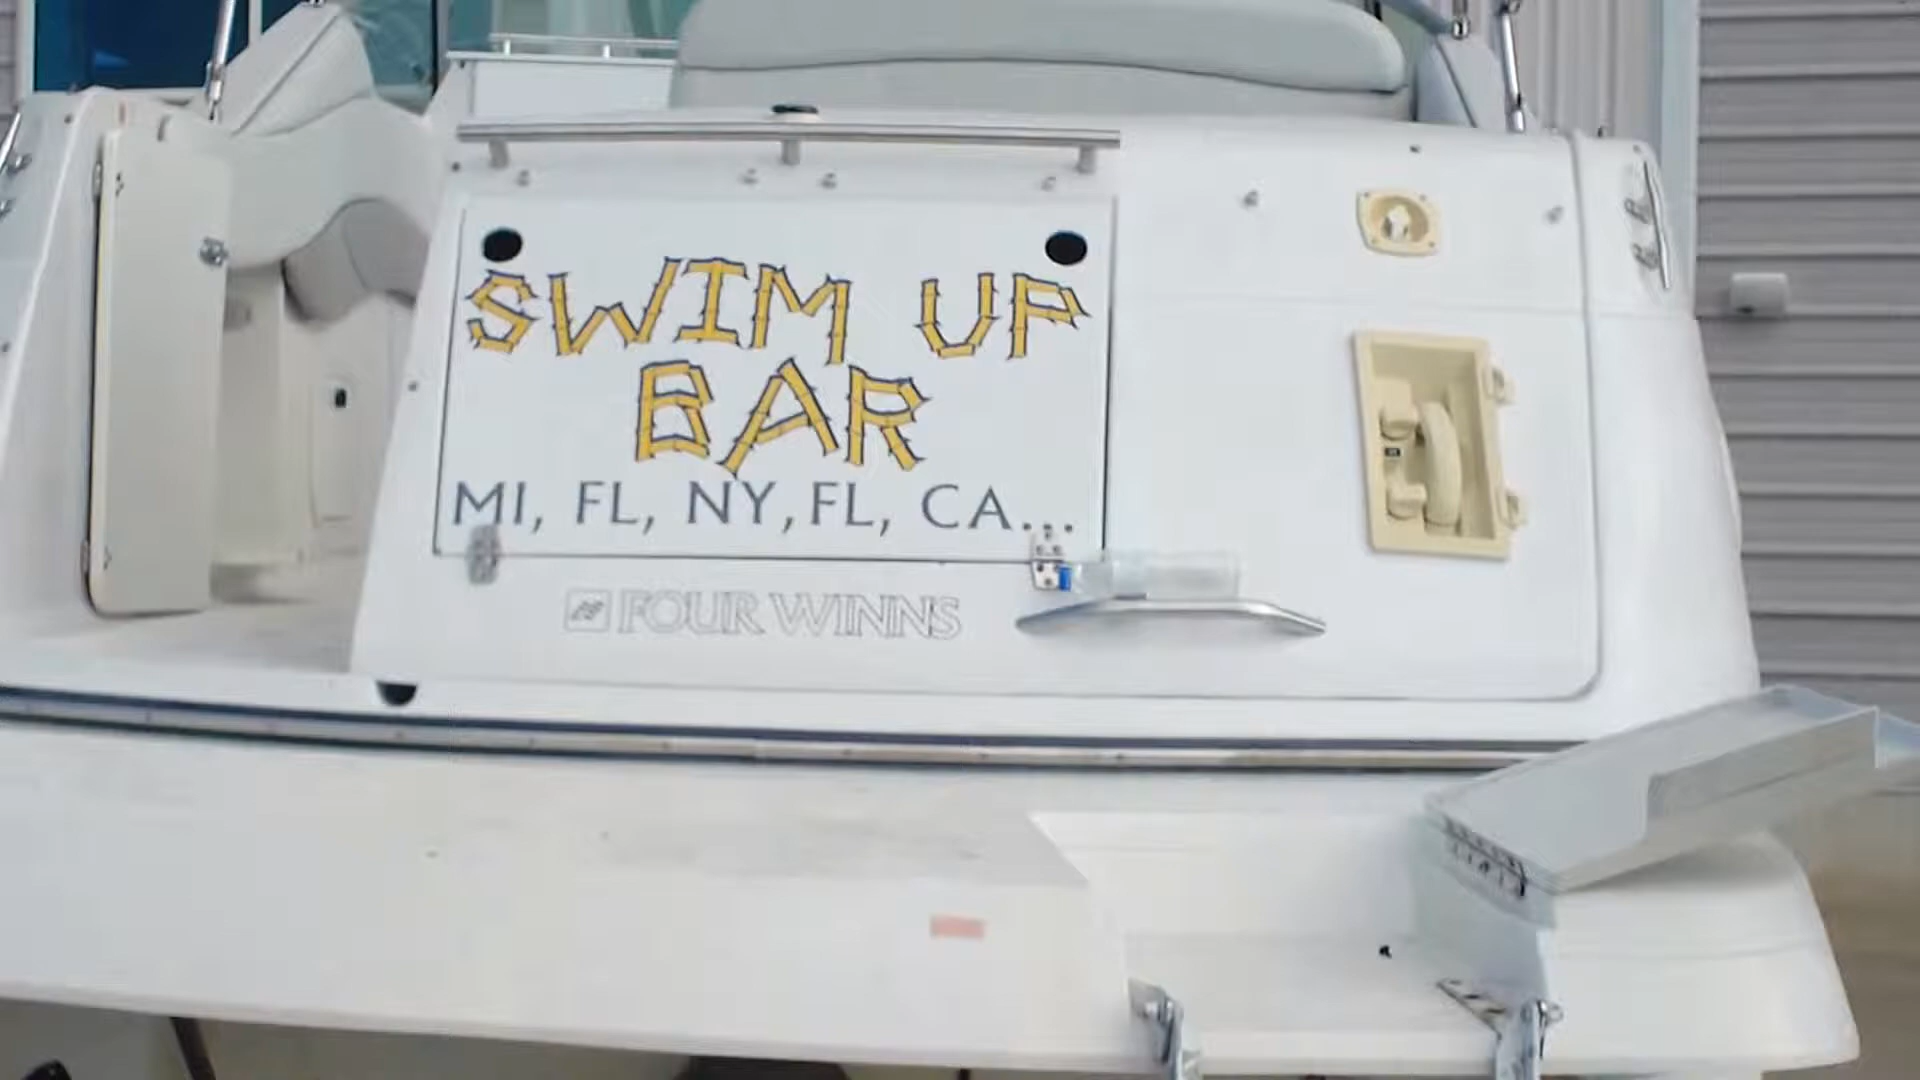 SWIM UP
BAR
MI, FL, NY, FL, CA...
FOUR WINNS